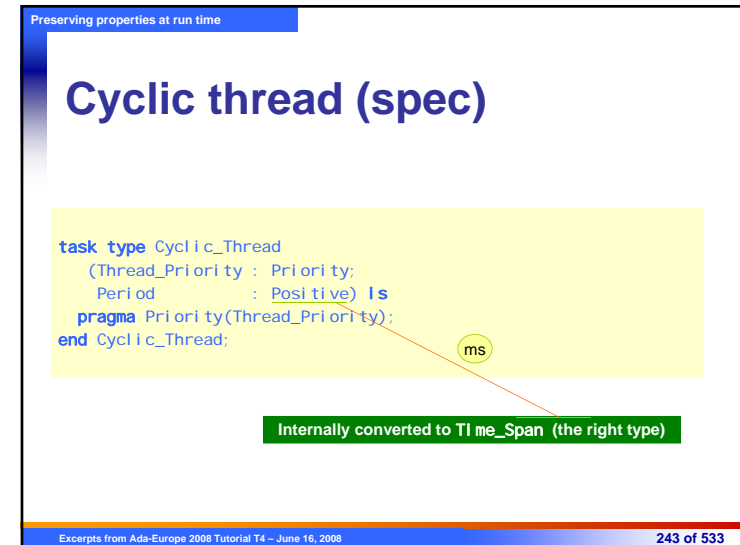 Preserving properties at run time
Cyclic thread (spec)
task type Cyclic_Thread
(Thread_Priority : Priority;
Period : Positive) is
pragma Priority(Thread_Priority);
end Cyclic_Thread;
ms
Internally converted to Time_Span (the right type)
Excerpts from Ada-Europe 2008 Tutorial T4 – June 16, 2008
243 of 533